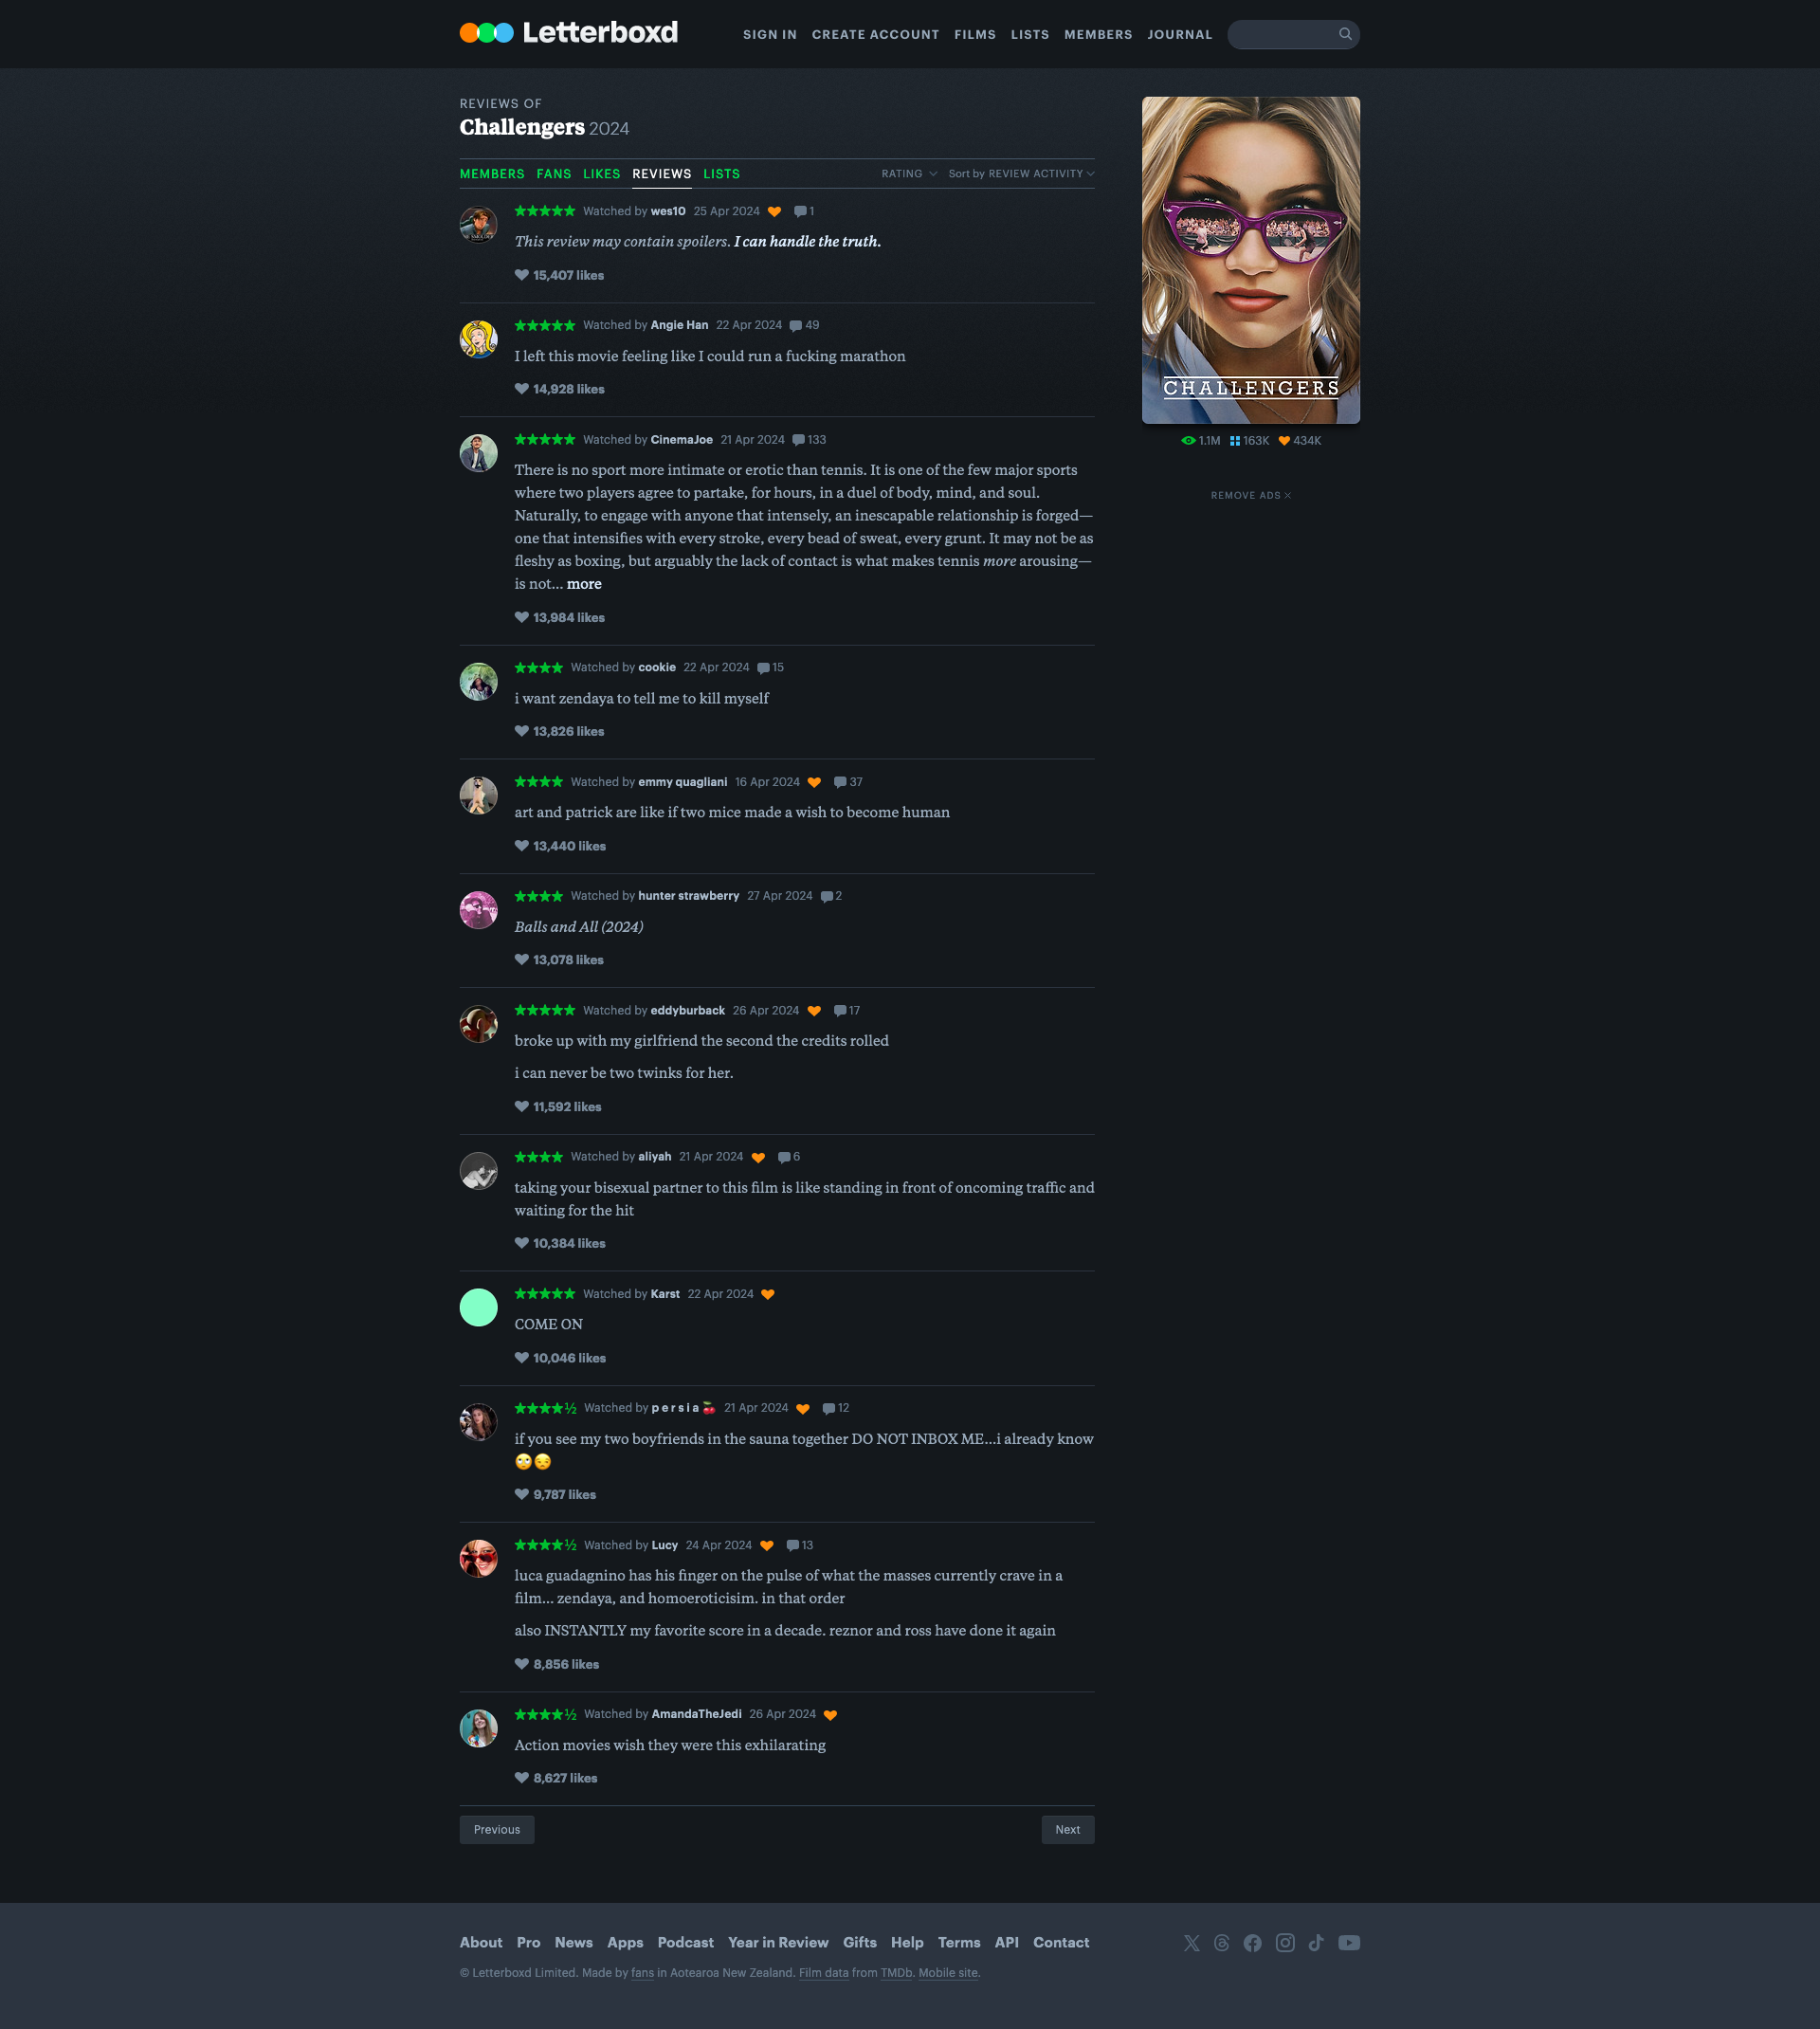 Letterboxd
SIGN IN CREATE ACCOUNT FILMS LISTS MEMBERS JOURNAL
REVIEWS OF
Challengers 2024
MEMBERS FANS LIKES REVIEWS LISTS RATING Sort by REVIEW ACTIVITY
Watched by wes10 25 Apr 2024 1
This review may contain spoilers. I can handle the truth.
15,407 likes
Watched by Angie Han 22 Apr 2024 49
I left this movie feeling like I could run a fucking marathon
14,928 likes
Watched by CinemaJoe 21 Apr 2024 133
There is no sport more intimate or erotic than tennis. It is one of the few major sports
where two players agree to partake, for hours, in a duel of body, mind, and soul.
Naturally, to engage with anyone that intensely, an inescapable relationship is forged—
one that intensifies with every stroke, every bead of sweat, every grunt. It may not be as
fleshy as boxing, but arguably the lack of contact is what makes tennis more arousing—
is not... more
13,984 likes
Watched by cookie 22 Apr 2024 15
i want zendaya to tell me to kill myself
13,826 likes
Watched by emmy quagliani 16 Apr 2024 37
art and patrick are like if two mice made a wish to become human
13,440 likes
Watched by hunter strawberry 27 Apr 2024 2
Balls and All (2024)
13,078 likes
Watched by eddyburback 26 Apr 2024 17
broke up with my girlfriend the second the credits rolled
i can never be two twinks for her.
11,592 likes
Watched by aliyah 21 Apr 2024 6
taking your bisexual partner to this film is like standing in front of oncoming traffic and
waiting for the hit
10,384 likes
Watched by Karst 22 Apr 2024
COME ON
10,046 likes
★★★★½ Watched by p e r s i a 🍒 21 Apr 2024 12
if you see my two boyfriends in the sauna together DO NOT INBOX ME...i already know
🙄😒
9,787 likes
★★★★½ Watched by Lucy 24 Apr 2024 13
luca guadagnino has his finger on the pulse of what the masses currently crave in a
film... zendaya, and homoeroticisim. in that order
also INSTANTLY my favorite score in a decade. reznor and ross have done it again
8,856 likes
★★★★½ Watched by AmandaTheJedi 26 Apr 2024
Action movies wish they were this exhilarating
8,627 likes
Previous Next
CHALLENGERS
1.1M 163K 434K
REMOVE ADS
About Pro News Apps Podcast Year in Review Gifts Help Terms API Contact
© Letterboxd Limited. Made by fans in Aotearoa New Zealand. Film data from TMDb. Mobile site.